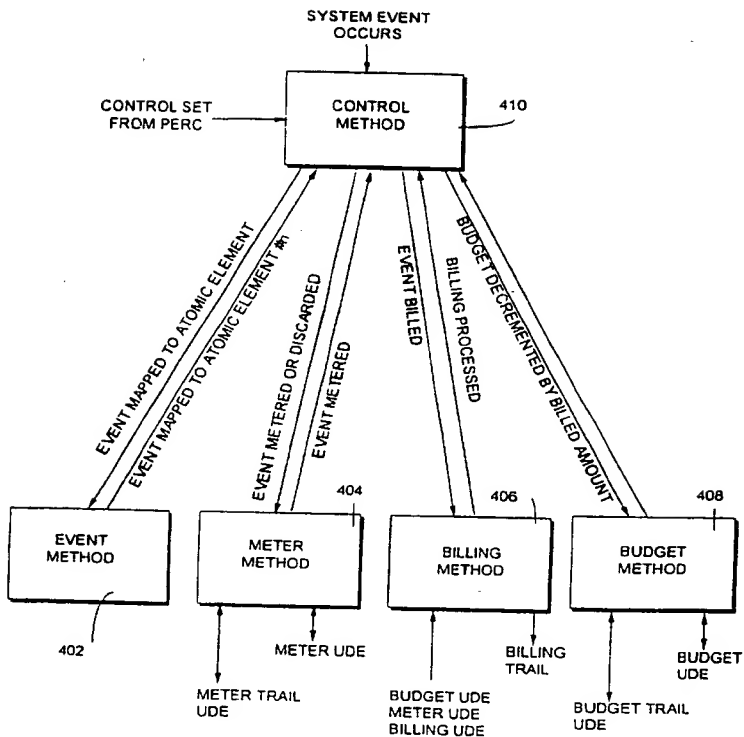 SYSTEM EVENT
OCCURS
CONTROL SET
FROM PERC
CONTROL
METHOD
410
EVENT MAPPED TO ATOMIC ELEMENT
EVENT MAPPED TO ATOMIC ELEMENT #n
EVENT METERED OR DISCARDED
EVENT METERED
EVENT BILLED
BILLING PROCESSED
BUDGET DECREMENTED BY BILLED AMOUNT
EVENT
METHOD
402
404
METER
METHOD
406
BILLING
METHOD
408
BUDGET
METHOD
METER TRAIL
UDE
METER UDE
BUDGET UDE
METER UDE
BILLING UDE
BILLING
TRAIL
BUDGET TRAIL
UDE
BUDGET
UDE